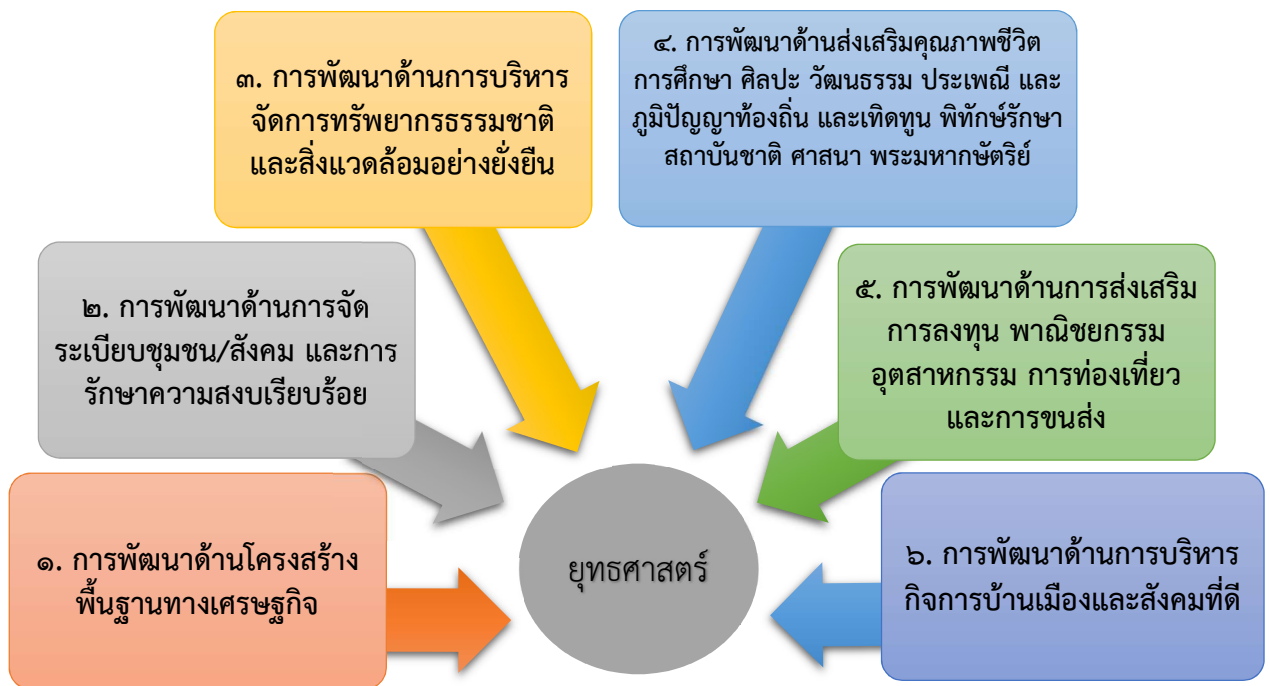 ๑. การพัฒนาด้านโครงสร้าง
พื้นฐานทางเศรษฐกิจ
๒. การพัฒนาด้านการจัด
ระเบียบชุมชน/สังคม และการ
รักษาความสงบเรียบร้อย
๓. การพัฒนาด้านการบริหาร
จัดการทรัพยากรธรรมชาติ
และสิ่งแวดล้อมอย่างยั่งยืน
๔. การพัฒนาด้านส่งเสริมคุณภาพชีวิต
การศึกษา ศิลปะ วัฒนธรรม ประเพณี และ
ภูมิปัญญาท้องถิ่น และเทิดทูน พิทักษ์รักษา
สถาบันชาติ ศาสนา พระมหากษัตริย์
๕. การพัฒนาด้านการส่งเสริม
การลงทุน พาณิชยกรรม
อุตสาหกรรม การท่องเที่ยว
และการขนส่ง
๖. การพัฒนาด้านการบริหาร
กิจการบ้านเมืองและสังคมที่ดี
ยุทธศาสตร์